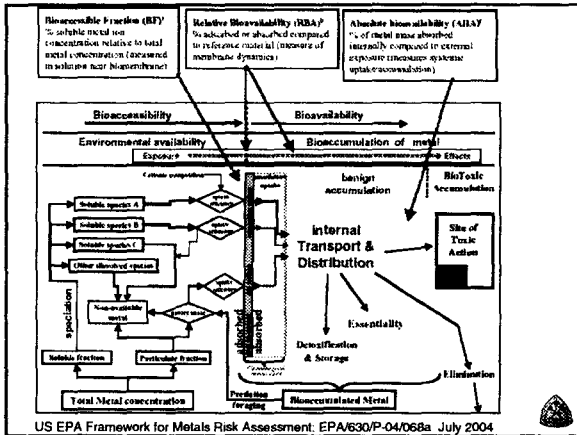 Bioaccessible Fraction (BF)
% soluble metal ion
concentration relative to total
metal concentration (measured
in solution near biomembrane)
Relative Bioavailability (RBA)
% adsorbed or absorbed compared
to reference material (measure of
membrane dynamics)
Absolute bioavailability (ABA)
% of metal mass absorbed
internally compared to external
exposure (measures systemic
uptake/accumulation)
Bioaccessibility
Bioavailability
Environmental availability
Bioaccumulation of metal
Exposure
Effects
Cationic competition
uptake
benign
accumulation
BioToxic
Accumulation
Soluble species A
Soluble species B
Soluble species C
Other dissolved species
Non-available
metal
Internal
Transport &
Distribution
Site of
Toxic
Action
speciation
adsorbed
absorbed
Essentiality
Detoxification
& Storage
Elimination
Soluble fraction
Particulate fraction
Total Metal concentration
Predation
foraging
Bioaccumulated Metal
US EPA Framework for Metals Risk Assessment: EPA/630/P-04/068a July 2004